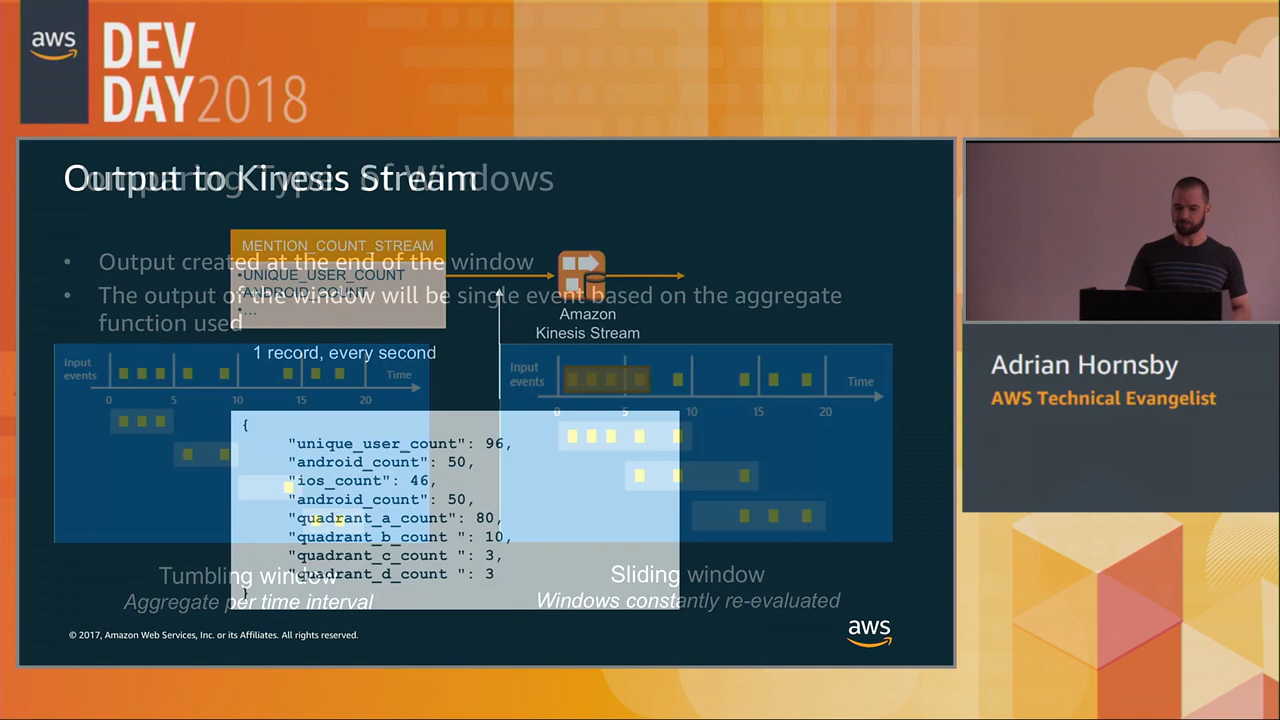 aws
DEV
DAY2018
Output to Kinesis Stream
Comparing Types of Windows
MENTION_COUNT_STREAM
• Output created at the end of the window
•UNIQUE_USER_COUNT
•ANDROID_COUNT
•...
• The output of the window will be single event based on the aggregate
function used
Amazon
Kinesis Stream
1 record, every second
Input
events
Time
0 5 10 15 20
Input
events
Time
0 5 10 15 20
{
"unique_user_count": 96,
"android_count": 50,
"ios_count": 46,
"android_count": 50,
"quadrant_a_count": 80,
"quadrant_b_count ": 10,
"quadrant_c_count ": 3,
"quadrant_d_count ": 3
}
Tumbling window
Aggregate per time interval
Sliding window
Windows constantly re-evaluated
© 2017, Amazon Web Services, Inc. or its Affiliates. All rights reserved.
aws
Adrian Hornsby
AWS Technical Evangelist